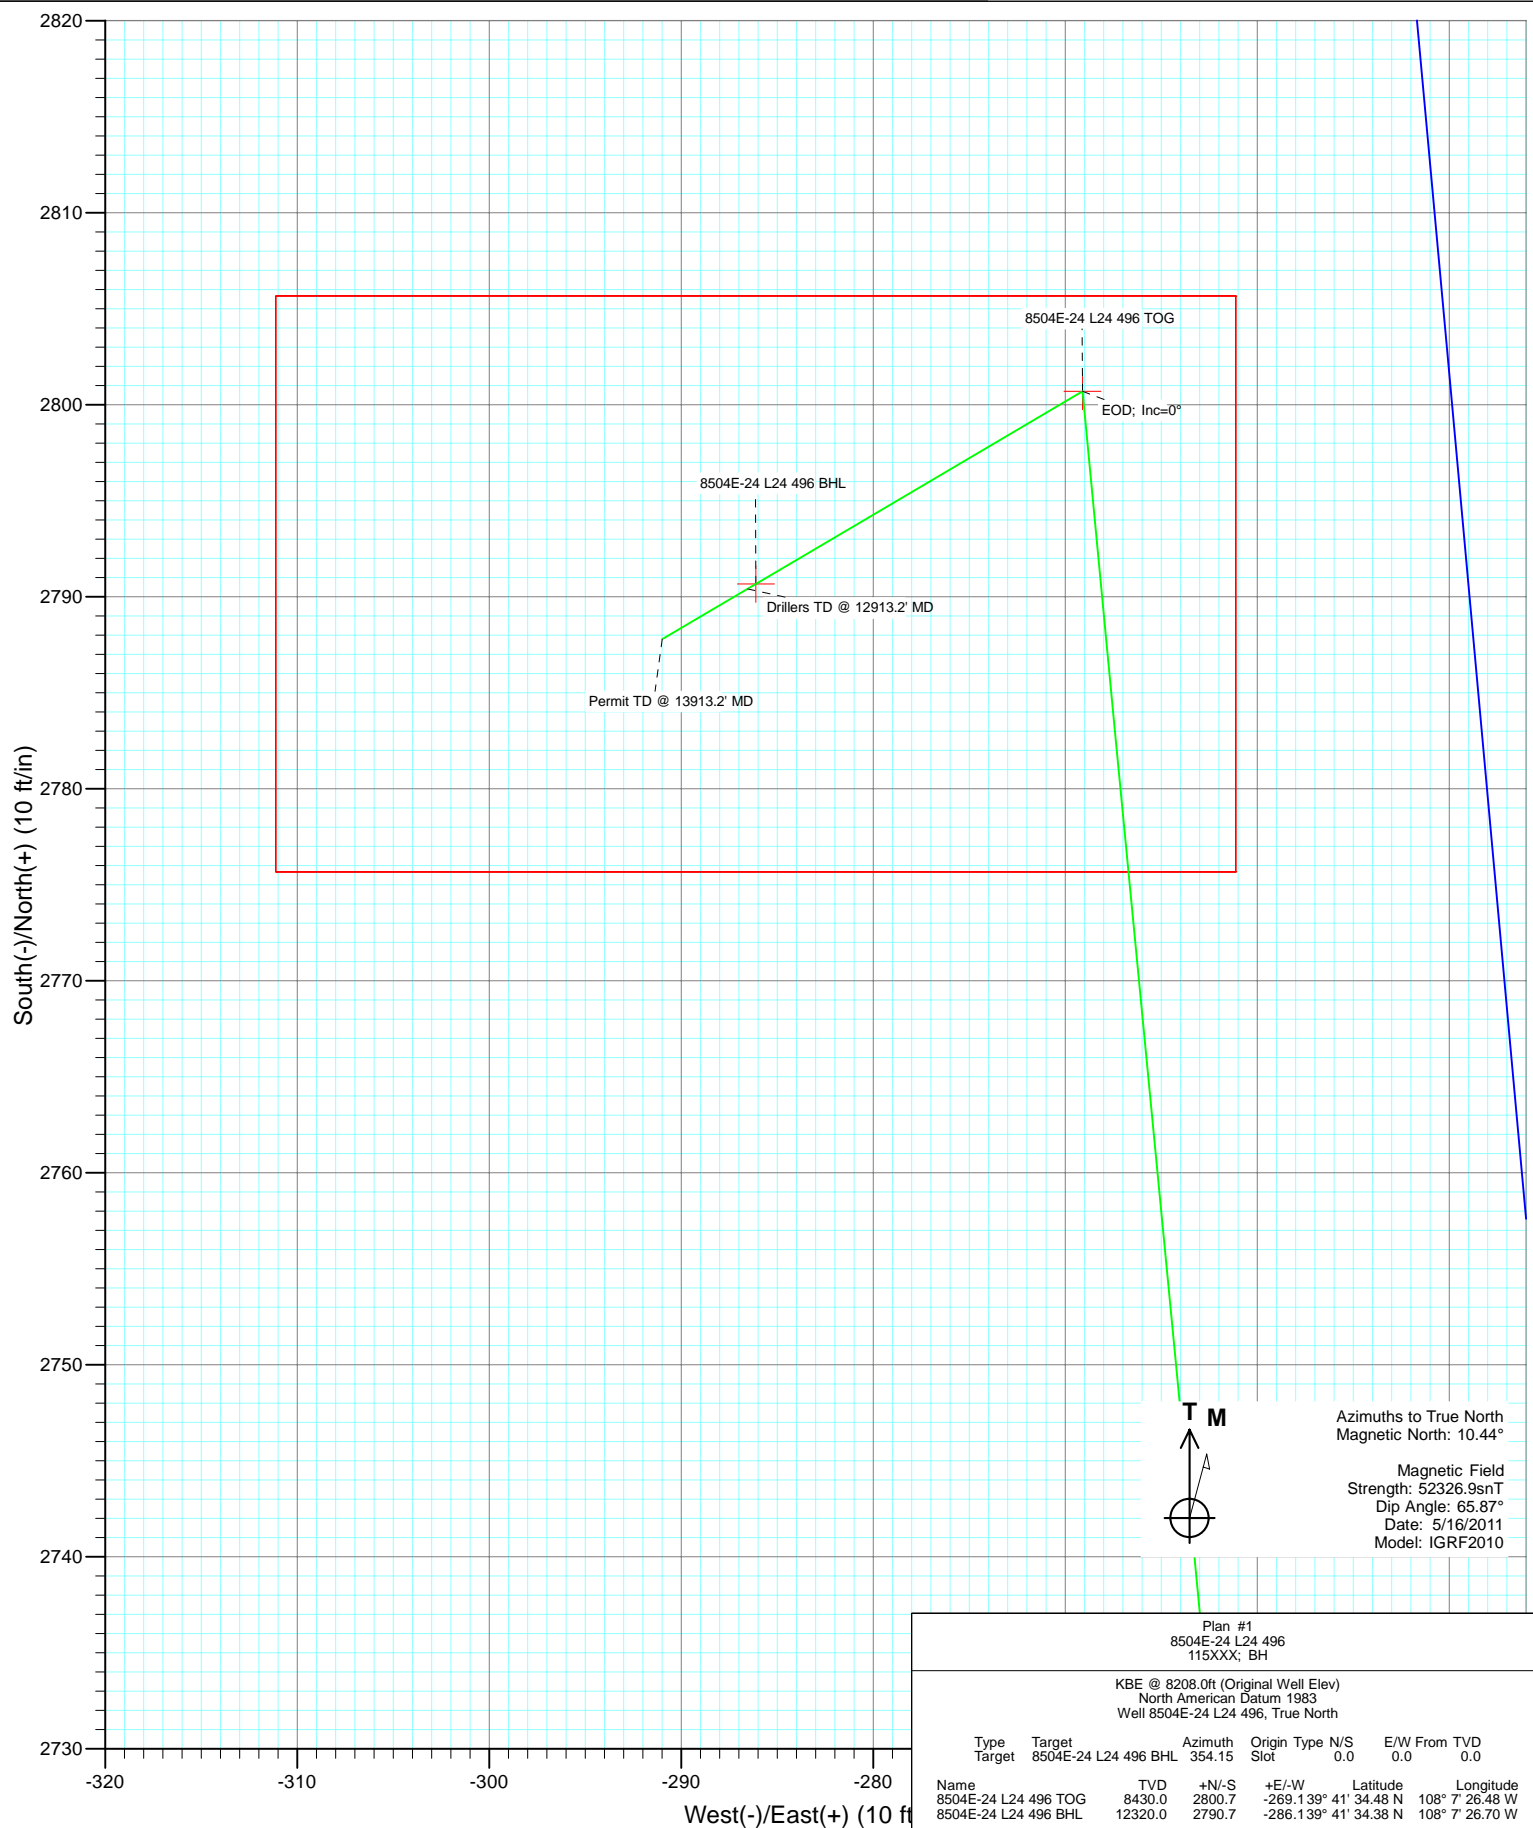 2820
2810
2800
2790
2780
2770
2760
2750
2740
2730
South(-)/North(+) (10 ft/in)
8504E-24 L24 496 TOG
EOD; Inc=0°
8504E-24 L24 496 BHL
Drillers TD @ 12913.2' MD
Permit TD @ 13913.2' MD
T M
Azimuths to True North
Magnetic North: 10.44°
Magnetic Field
Strength: 52326.9snT
Dip Angle: 65.87°
Date: 5/16/2011
Model: IGRF2010
-320
-310
-300
-290
-280
West(-)/East(+) (10 ft
Plan #1
8504E-24 L24 496
115XXX; BH
KBE @ 8208.0ft (Original Well Elev)
North American Datum 1983
Well 8504E-24 L24 496, True North
Type Target Azimuth Origin Type N/S E/W From TVD
Target 8504E-24 L24 496 BHL 354.15 Slot 0.0 0.0 0.0
Name TVD +N/-S +E/-W Latitude Longitude
8504E-24 L24 496 TOG 8430.0 2800.7 -269.1 39° 41' 34.48 N 108° 7' 26.48 W
8504E-24 L24 496 BHL 12320.0 2790.7 -286.1 39° 41' 34.38 N 108° 7' 26.70 W